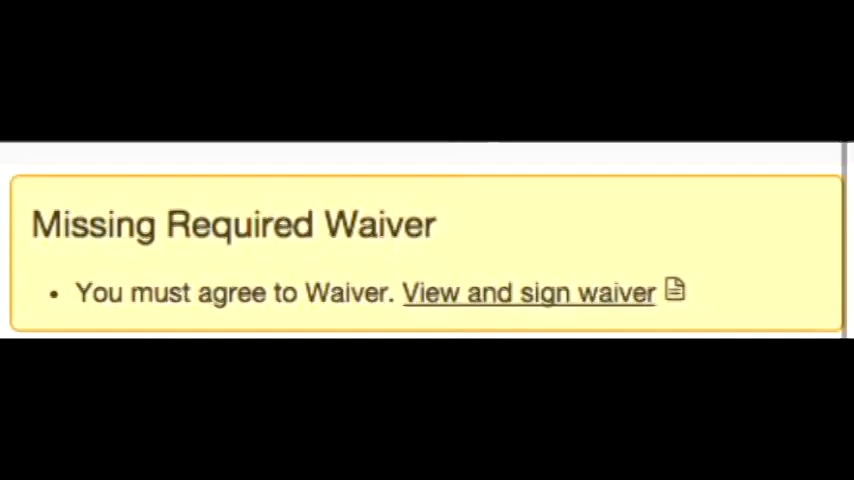 Missing Required Waiver
• You must agree to Waiver. View and sign waiver